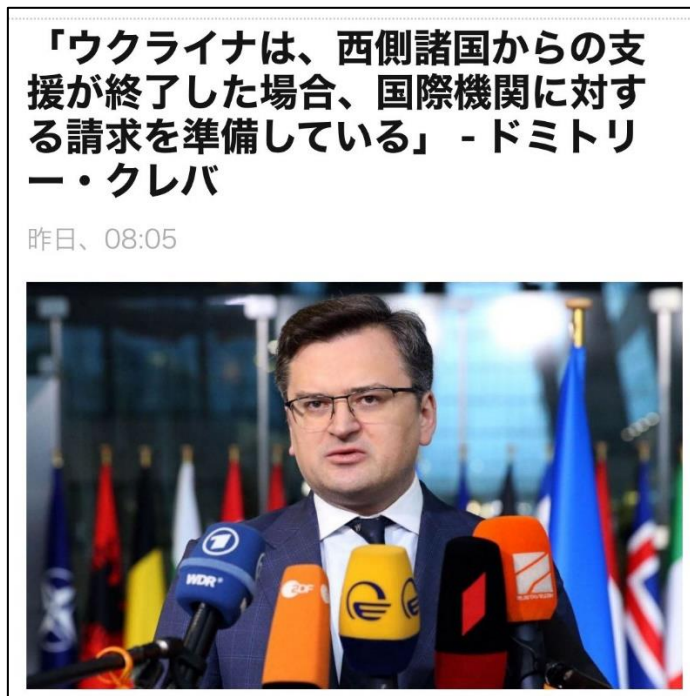 「ウクライナは、西側諸国からの支
援が終了した場合、国際機関に対す
る請求を準備している」 - ドミトリ
ー・クレバ
昨日、08:05
WDR
ZDF